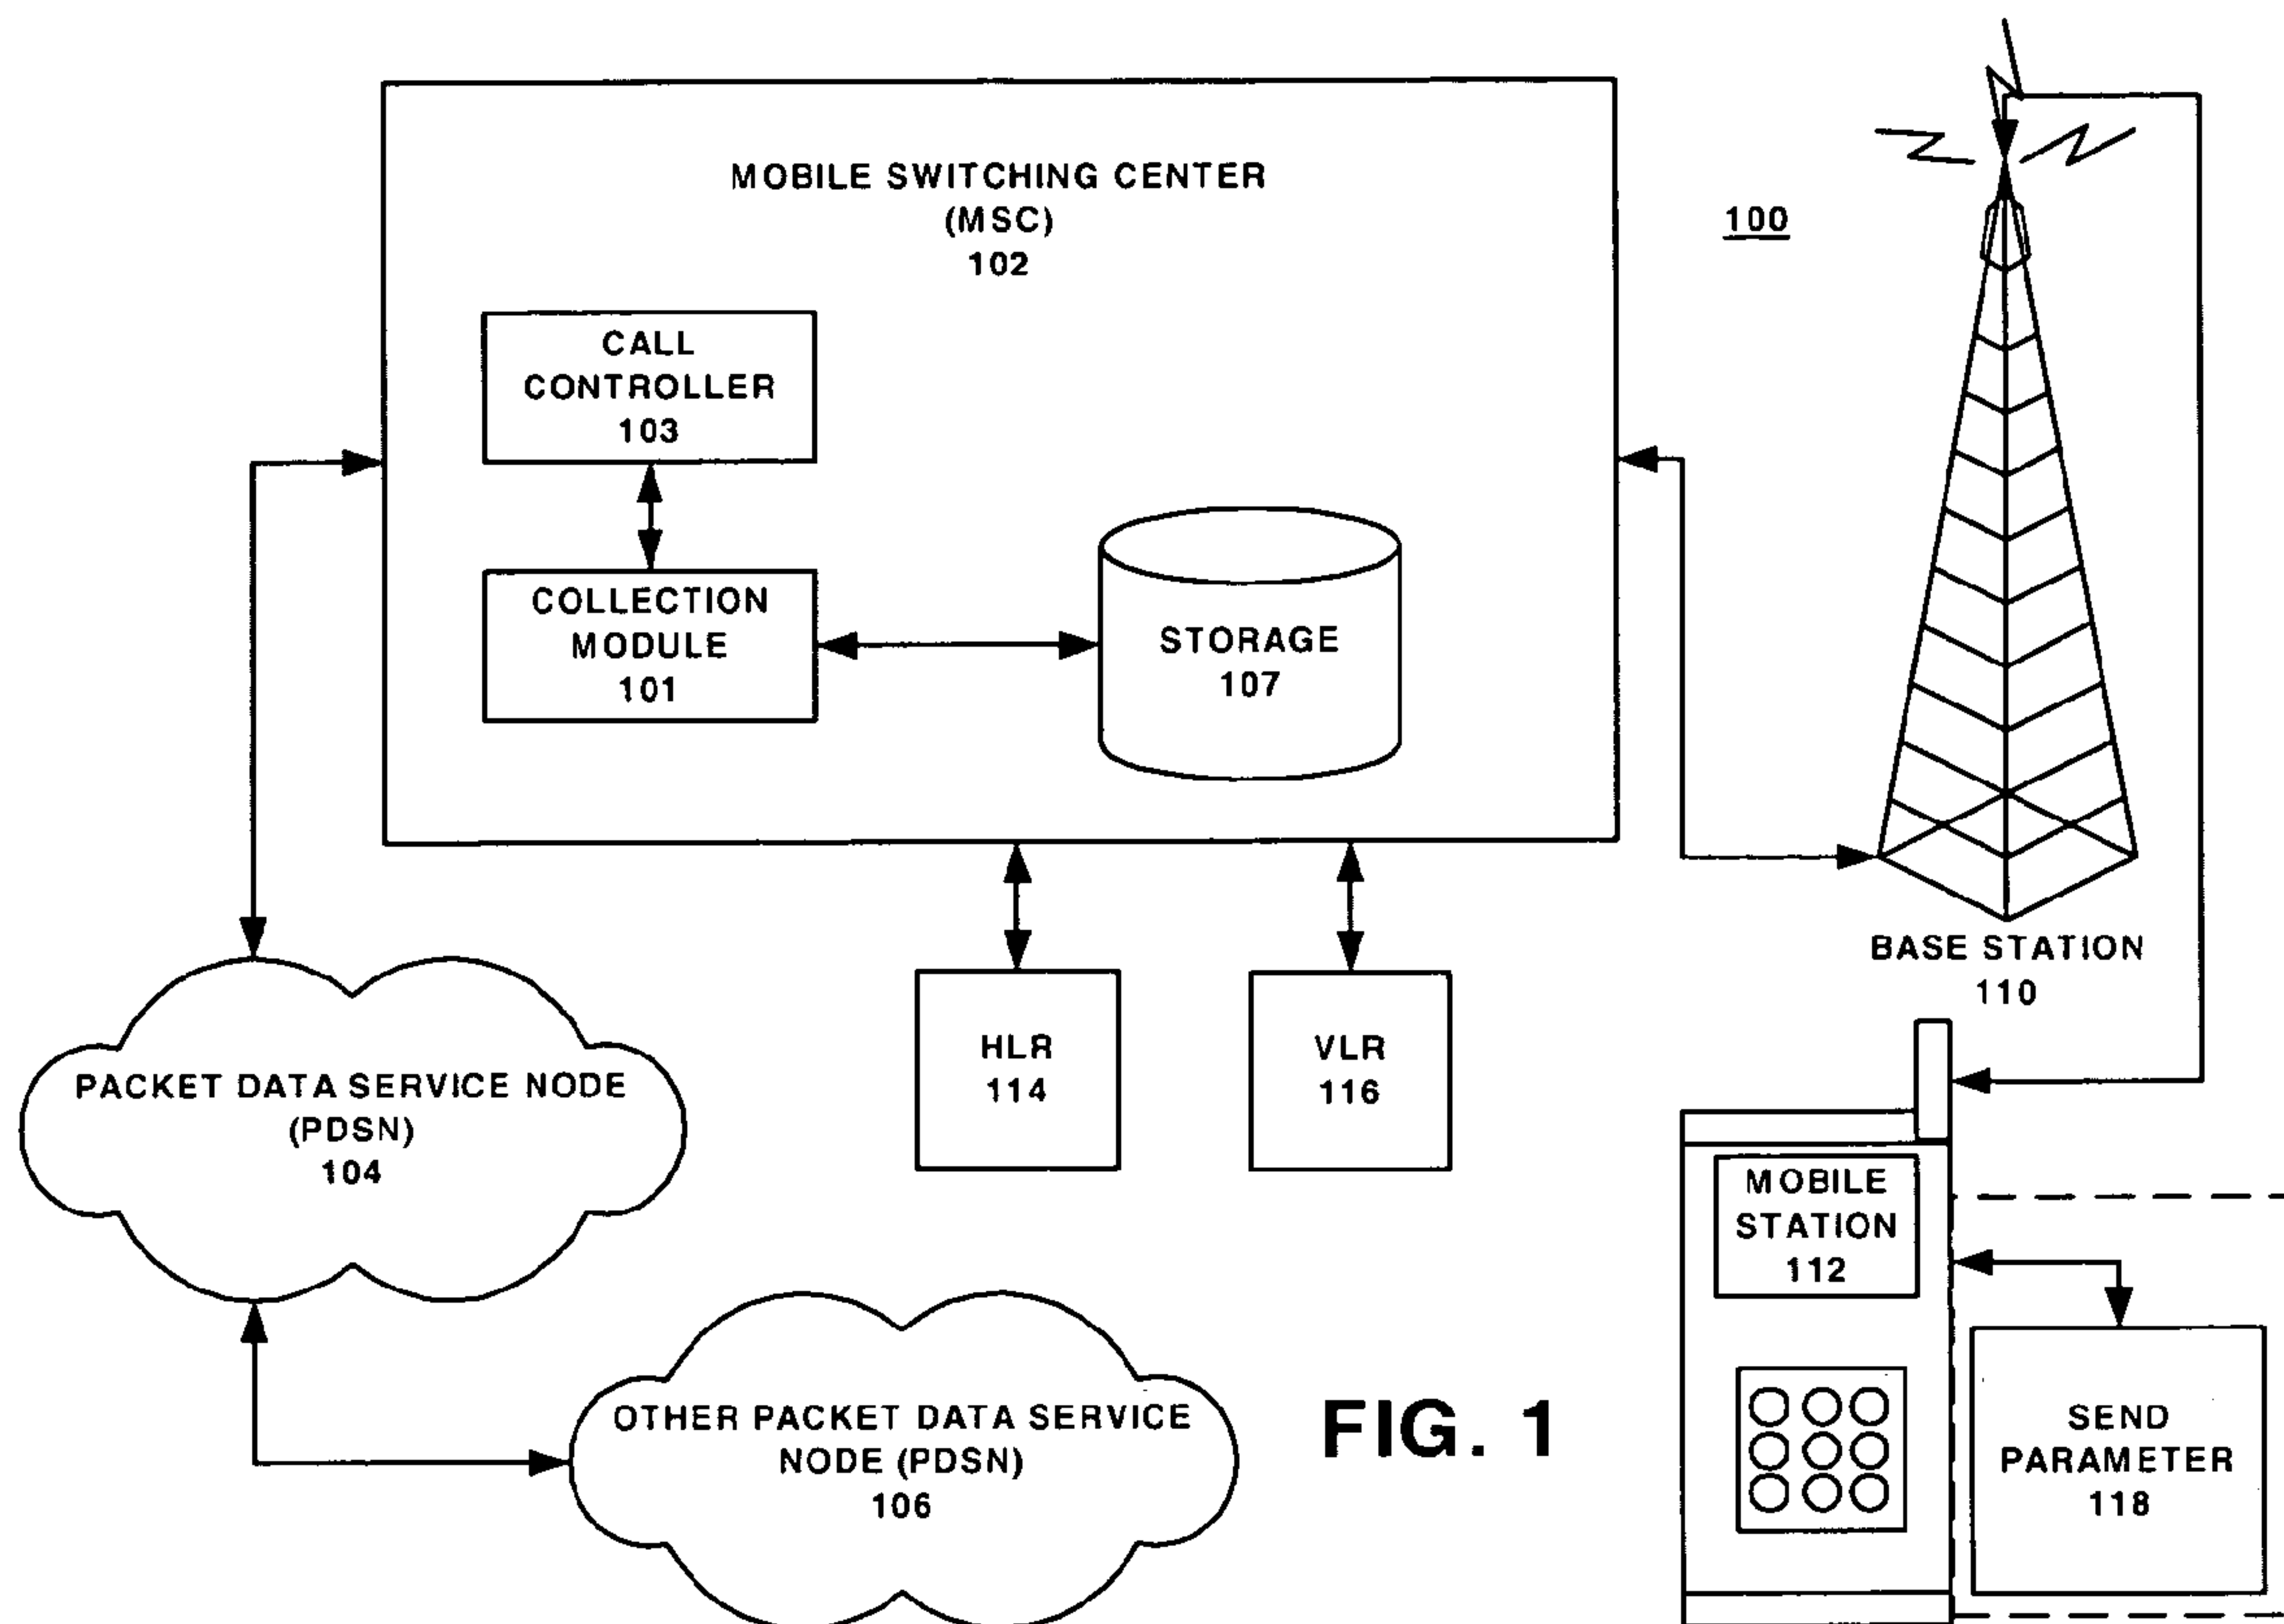 MOBILE SWITCHING CENTER
(MSC)
102
100
CALL
CONTROLLER
103
COLLECTION
MODULE
101
STORAGE
107
BASE STATION
110
HLR
114
VLR
116
PACKET DATA SERVICE NODE
(PDSN)
104
MOBILE
STATION
112
OTHER PACKET DATA SERVICE
NODE (PDSN)
106
FIG. 1
SEND
PARAMETER
118